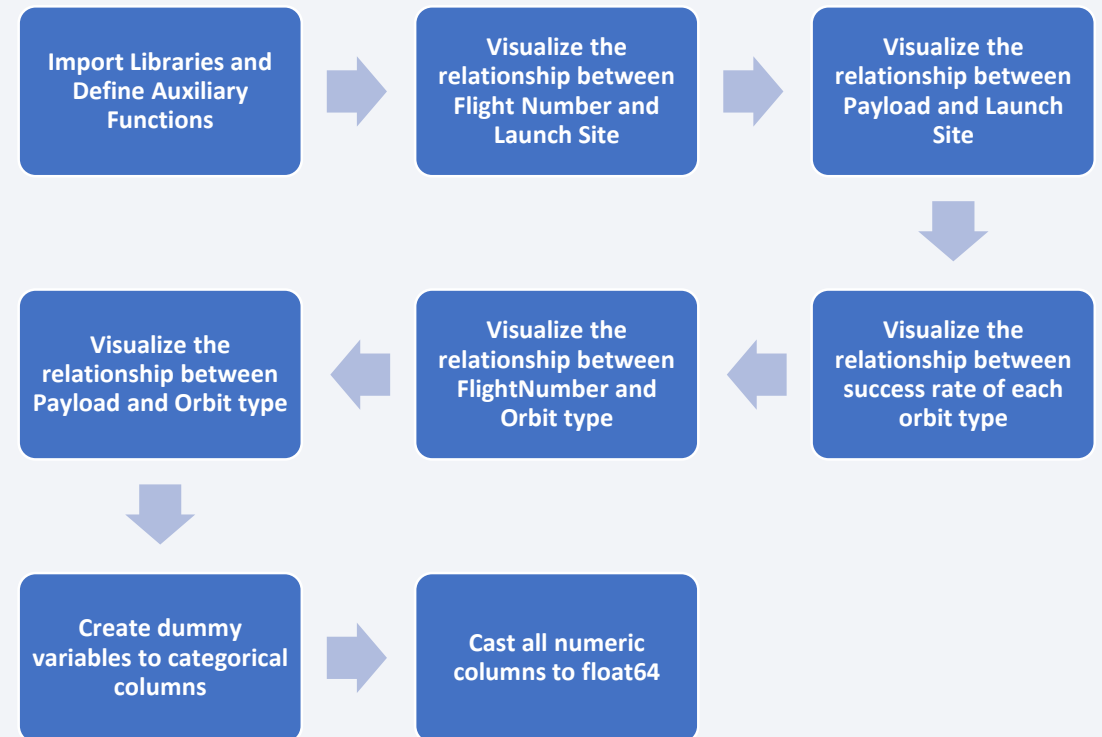 Import Libraries and
Define Auxiliary
Functions
Visualize the
relationship between
Flight Number and
Launch Site
Visualize the
relationship between
Payload and Launch
Site
Visualize the
relationship between
success rate of each
orbit type
Visualize the
relationship between
FlightNumber and
Orbit type
Visualize the
relationship between
Payload and Orbit type
Create dummy
variables to categorical
columns
Cast all numeric
columns to float64